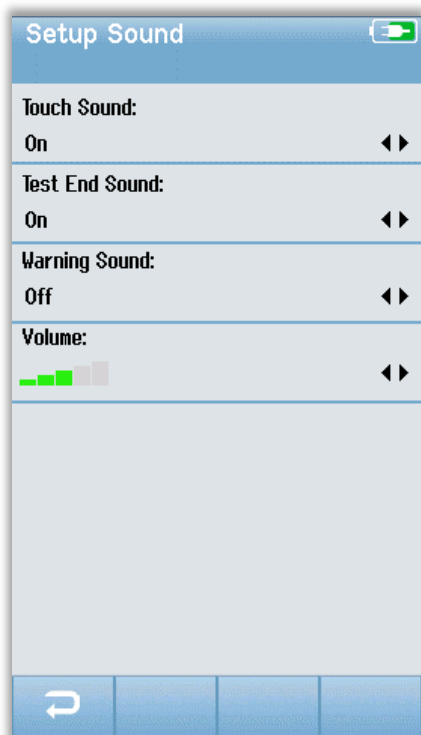 Setup Sound
Touch Sound:
On
Test End Sound:
On
Warning Sound:
Off
Volume: